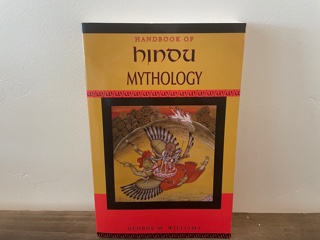 HANDBOOK OF
hindu
MYTHOLOGY
GEORGE M. WILLIAMS